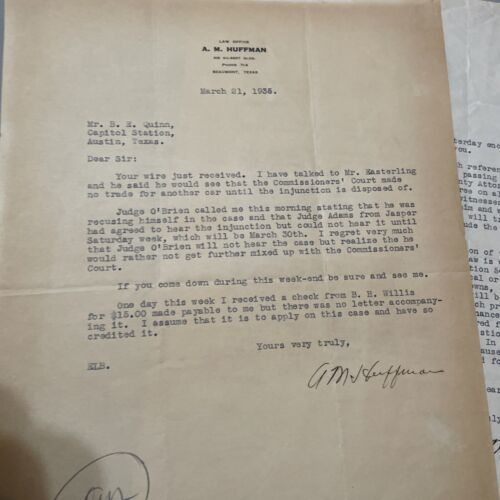 LAW OFFICE
A. M. HUFFMAN
GILBERT BLDG.
PHONE 718
BEAUMONT, TEXAS
March 21, 1935.
Mr. B. E. Quinn,
Capitol Station,
Austin, Texas.
Dear Sir:
Your wire just received. I have talked to Mr. Easterling
and he said he would see that the Commissioners' Court made
no trade for another car until the injunction is disposed of.
Judge O'Brien called me this morning stating that he was
recusing himself in the case and that Judge Adams from Jasper
had agreed to hear the injunction but could not hear it until
Saturday week, which will be March 30th. I regret very much
that Judge O'Brien will not hear the case but realize the he
would rather not get further mixed up with the Commissioners'
Court.
If you come down during this week-end be sure and see me.
One day this week I received a check from B. H. Willis
for $15.00 made payable to me but there was no letter accompany-
ing it. I assume that it is to apply on this case and have so
credited it.
Yours very truly,
A M Huffman
you.
passing
will
In